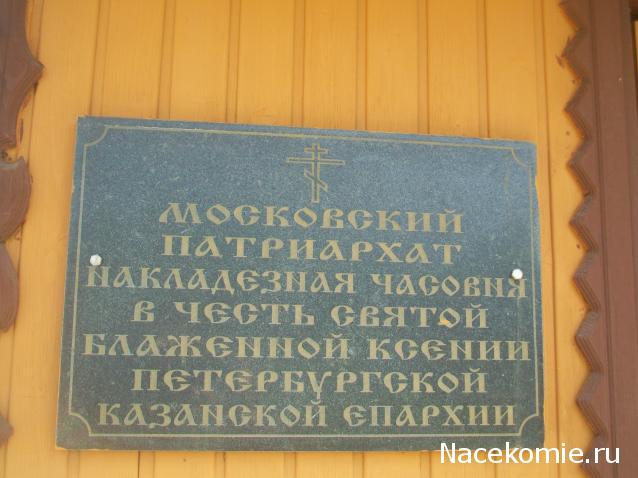 МОСКОВСКИЙ
ПАТРИАРХАТ
НАКЛАДЕЗНАЯ ЧАСОВНЯ
В ЧЕСТЬ СВЯТОЙ
БЛАЖЕННОЙ КСЕНИИ
ПЕТЕРБУРГСКОЙ
КАЗАНСКОЙ ЕПАРХИИ
Nacekomie.ru